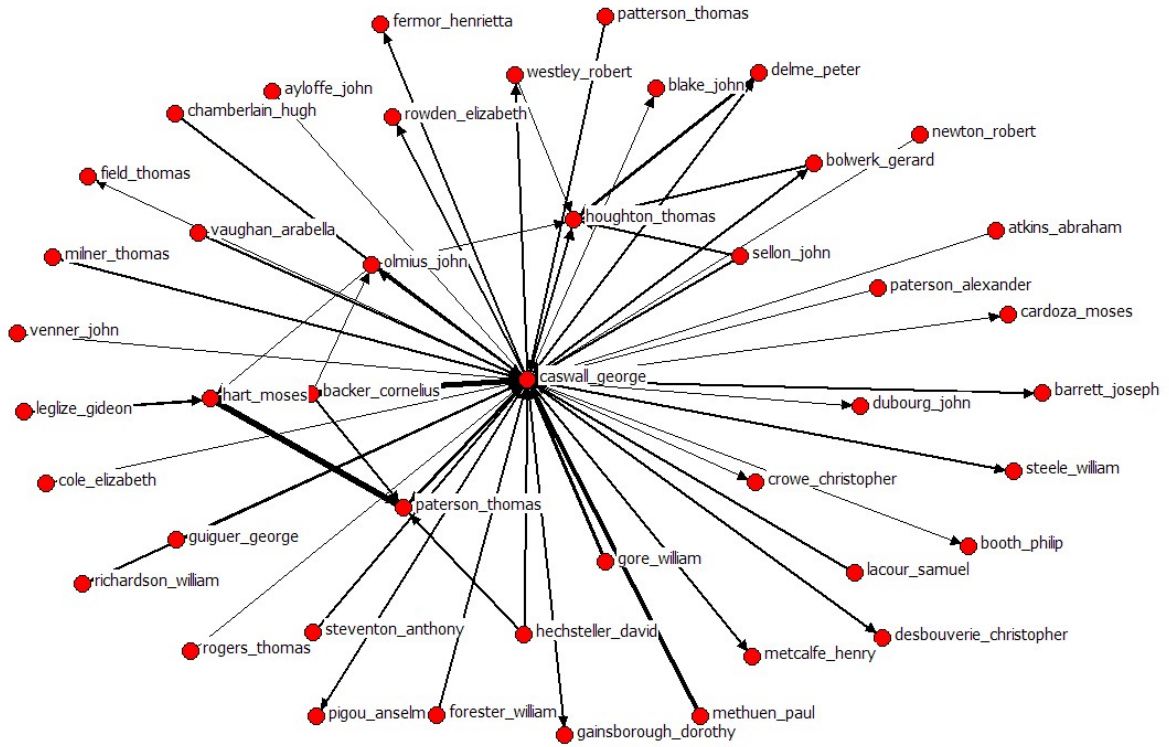 patterson_thomas
fermor_henrietta
westley_robert
delme_peter
blake_john
ayloffe_john
chamberlain_hugh
rowden_elizabeth
newton_robert
bolwerk_gerard
field_thomas
houghton_thomas
vaughan_arabella
atkins_abraham
milner_thomas
olmius_john
sellon_john
paterson_alexander
cardoza_moses
venner_john
caswall_george
hart_moses
backer_cornelius
barrett_joseph
leglize_gideon
dubourg_john
steele_william
cole_elizabeth
crowe_christopher
paterson_thomas
guiguer_george
booth_philip
gore_william
lacour_samuel
richardson_william
steventon_anthony
hechsteller_david
desbouverie_christopher
rogers_thomas
metcalfe_henry
pigou_anselm
forester_wiliam
methuen_paul
gainsborough_dorothy